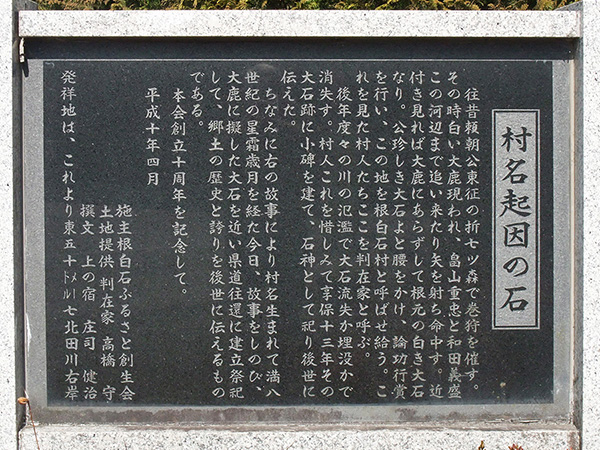 村名起因の石
往昔頼朝公東征の折七ツ森で巻狩を催す。
その時白い大鹿現われ、畠山重忠と和田義盛
この河辺まで追い来たり矢を射ち命中す。近
付き見れば大鹿にあらずして根元の白き大石
なり。公珍しき大石よと腰をかけ、論功行賞
を行い、この地を根白石村と呼ばせ給う。こ
れを見た村人たちここを判在家と呼ぶ。
後年度々の川の氾濫で大石流失か埋没かで
消失す。村人これを惜しみて享保十三年その
大石跡に小碑を建て、石神として祀り後世に
伝えた。
ちなみに右の故事により村名生まれて満八
世紀の星霜歳月を経た今日、故事をしのび、
大鹿に擬した大石を近い県道往還に建立祭祀
して、郷土の歴史と誇りを後世に伝えるもの
である。
本会創立十周年を記念して。
平成十年四月
施主根白石ふるさと創生会
土地提供 判在家 高橋 守
撰文 上の宿 庄司 健治
発祥地は、これより東五十㍍七北田川右岸